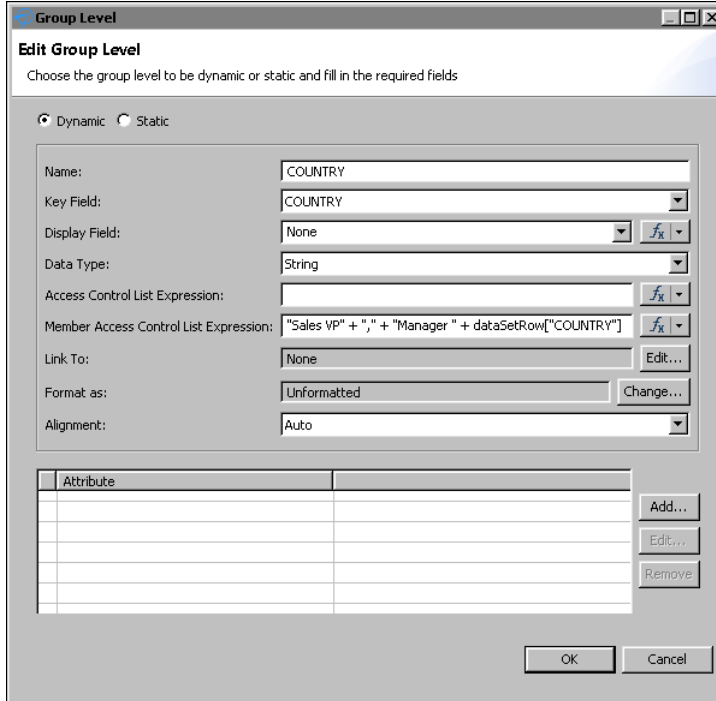 Group Level
Edit Group Level
Choose the group level to be dynamic or static and fill in the required fields
Dynamic Static
Name: COUNTRY
Key Field: COUNTRY
Display Field: None fx
Data Type: String
Access Control List Expression: fx
Member Access Control List Expression: "Sales VP" + "," + "Manager " + dataSetRow["COUNTRY"] fx
Link To: None Edit...
Format as: Unformatted Change...
Alignment: Auto
Attribute
Add...
Edit...
Remove
OK Cancel